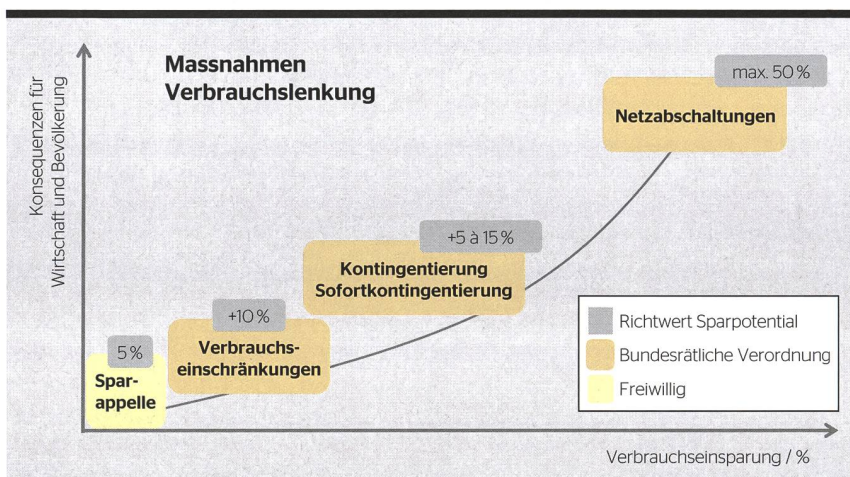 Massnahmen
Verbrauchslenkung
Konsequenzen für
Wirtschaft und Bevölkerung
max. 50 %
Netzabschaltungen
+5 à 15 %
Kontingentierung
Sofortkontingentierung
+10 %
Verbrauchs-
einschränkungen
5 %
Spar-
appelle
Richtwert Sparpotential
Bundesrätliche Verordnung
Freiwillig
Verbrauchseinsparung / %